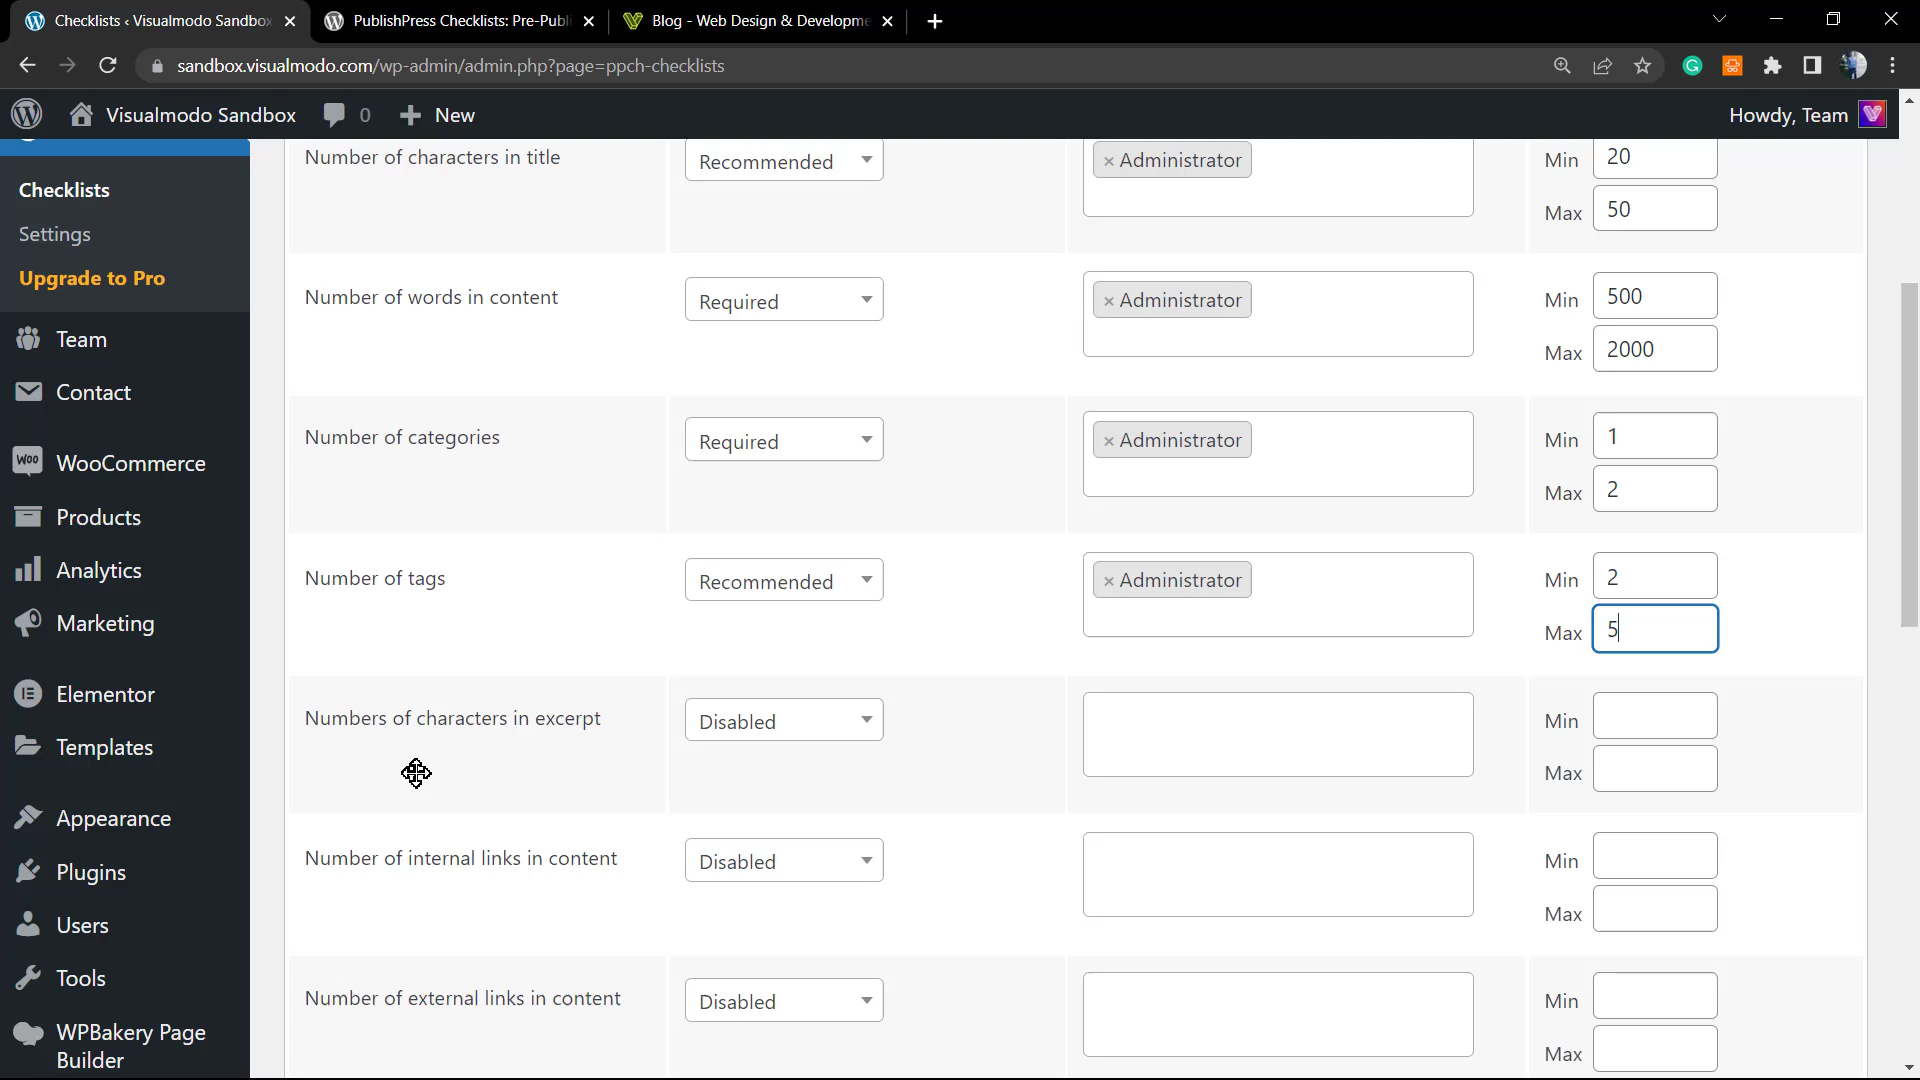 Checklists ‹ Visualmodo Sandbox
PublishPress Checklists: Pre-Publi
Blog - Web Design & Developme
sandbox.visualmodo.com/wp-admin/admin.php?page=ppch-checklists
Visualmodo Sandbox
0
New
Howdy, Team
Checklists
Settings
Upgrade to Pro
Team
Contact
WooCommerce
Products
Analytics
Marketing
Elementor
Templates
Appearance
Plugins
Users
Tools
WPBakery Page
Builder
Number of characters in title
Recommended
× Administrator
Min 20
Max 50
Number of words in content
Required
× Administrator
Min 500
Max 2000
Number of categories
Required
× Administrator
Min 1
Max 2
Number of tags
Recommended
× Administrator
Min 2
Max 5
Numbers of characters in excerpt
Disabled
Min
Max
Number of internal links in content
Disabled
Min
Max
Number of external links in content
Disabled
Min
Max